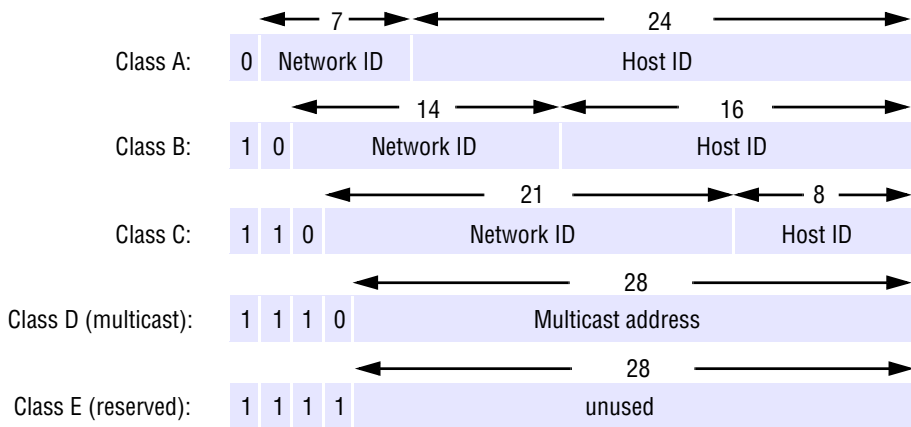 7 24
Class A: 0 Network ID Host ID
14 16
Class B: 1 0 Network ID Host ID
21 8
Class C: 1 1 0 Network ID Host ID
28
Class D (multicast): 1 1 1 0 Multicast address
28
Class E (reserved): 1 1 1 1 unused